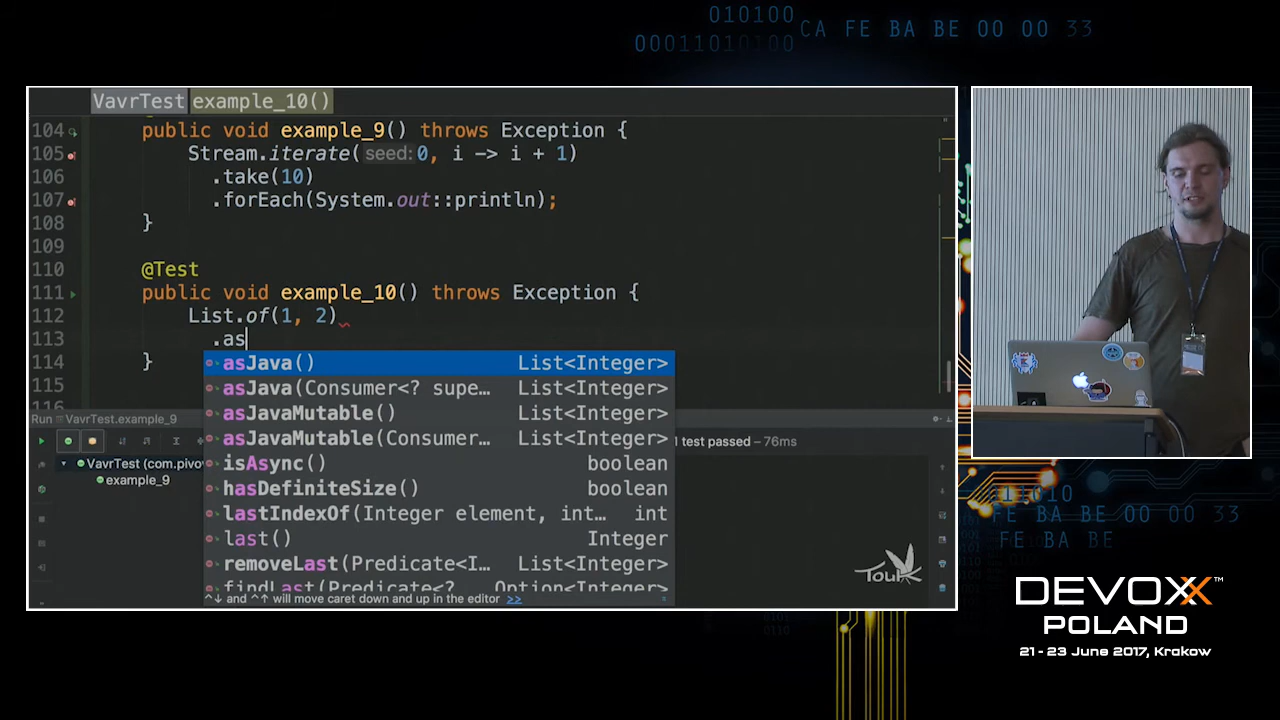 010100
00011010100
CA FE BA BE 00 00 33
VavrTest example_10()
104 public void example_9() throws Exception {
105 Stream.iterate( seed: 0, i -> i + 1)
106 .take(10)
107 .forEach(System.out::println);
108 }
109
110 @Test
111 public void example_10() throws Exception {
112 List.of(1, 2)
113 .as
114 }
115
116
asJava() List<Integer>
asJava(Consumer<? supe… List<Integer>
asJavaMutable() List<Integer>
asJavaMutable(Consumer… List<Integer>
isAsync() boolean
hasDefiniteSize() boolean
lastIndexOf(Integer element, int… int
last() Integer
removeLast(Predicate<I… List<Integer>
findLast(Predicate<? Option<Integer>
^↓ and ^↑ will move caret down and up in the editor >>
Run VavrTest.example_9
1 test passed – 76ms
VavrTest (com.pivo
example_9
Touk
FE BA BE 00 00 33
FE BA BE
DEVOXX™
POLAND
21 - 23 June 2017, Krakow